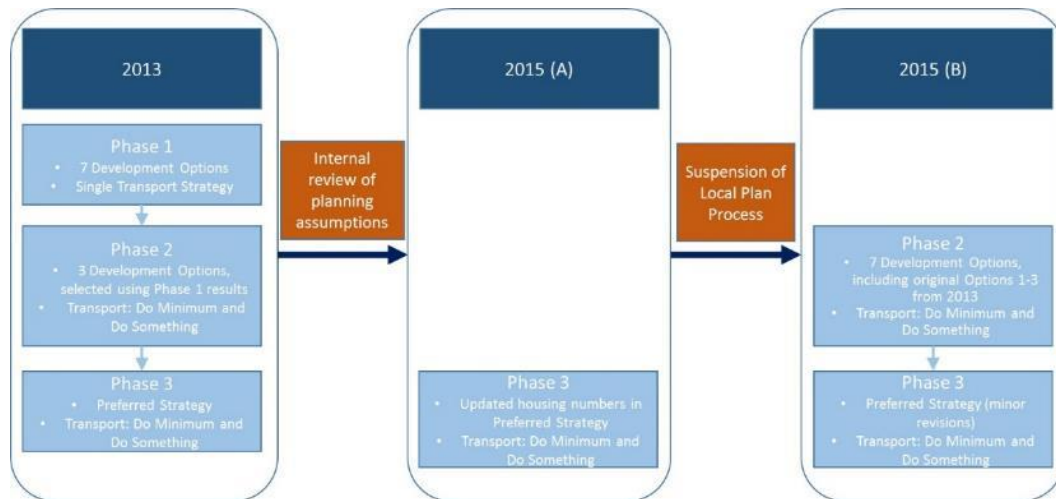 2013
Phase 1
• 7 Development Options
• Single Transport Strategy
Phase 2
• 3 Development Options,
selected using Phase 1 results
• Transport: Do Minimum and
Do Something
Phase 3
• Preferred Strategy
• Transport: Do Minimum and
Do Something
Internal
review of
planning
assumptions
2015 (A)
Phase 3
• Updated housing numbers in
Preferred Strategy
• Transport: Do Minimum and
Do Something
Suspension of
Local Plan
Process
2015 (B)
Phase 2
• 7 Development Options,
including original Options 1-3
from 2013
• Transport: Do Minimum and
Do Something
Phase 3
• Preferred Strategy (minor
revisions)
• Transport: Do Minimum and
Do Something